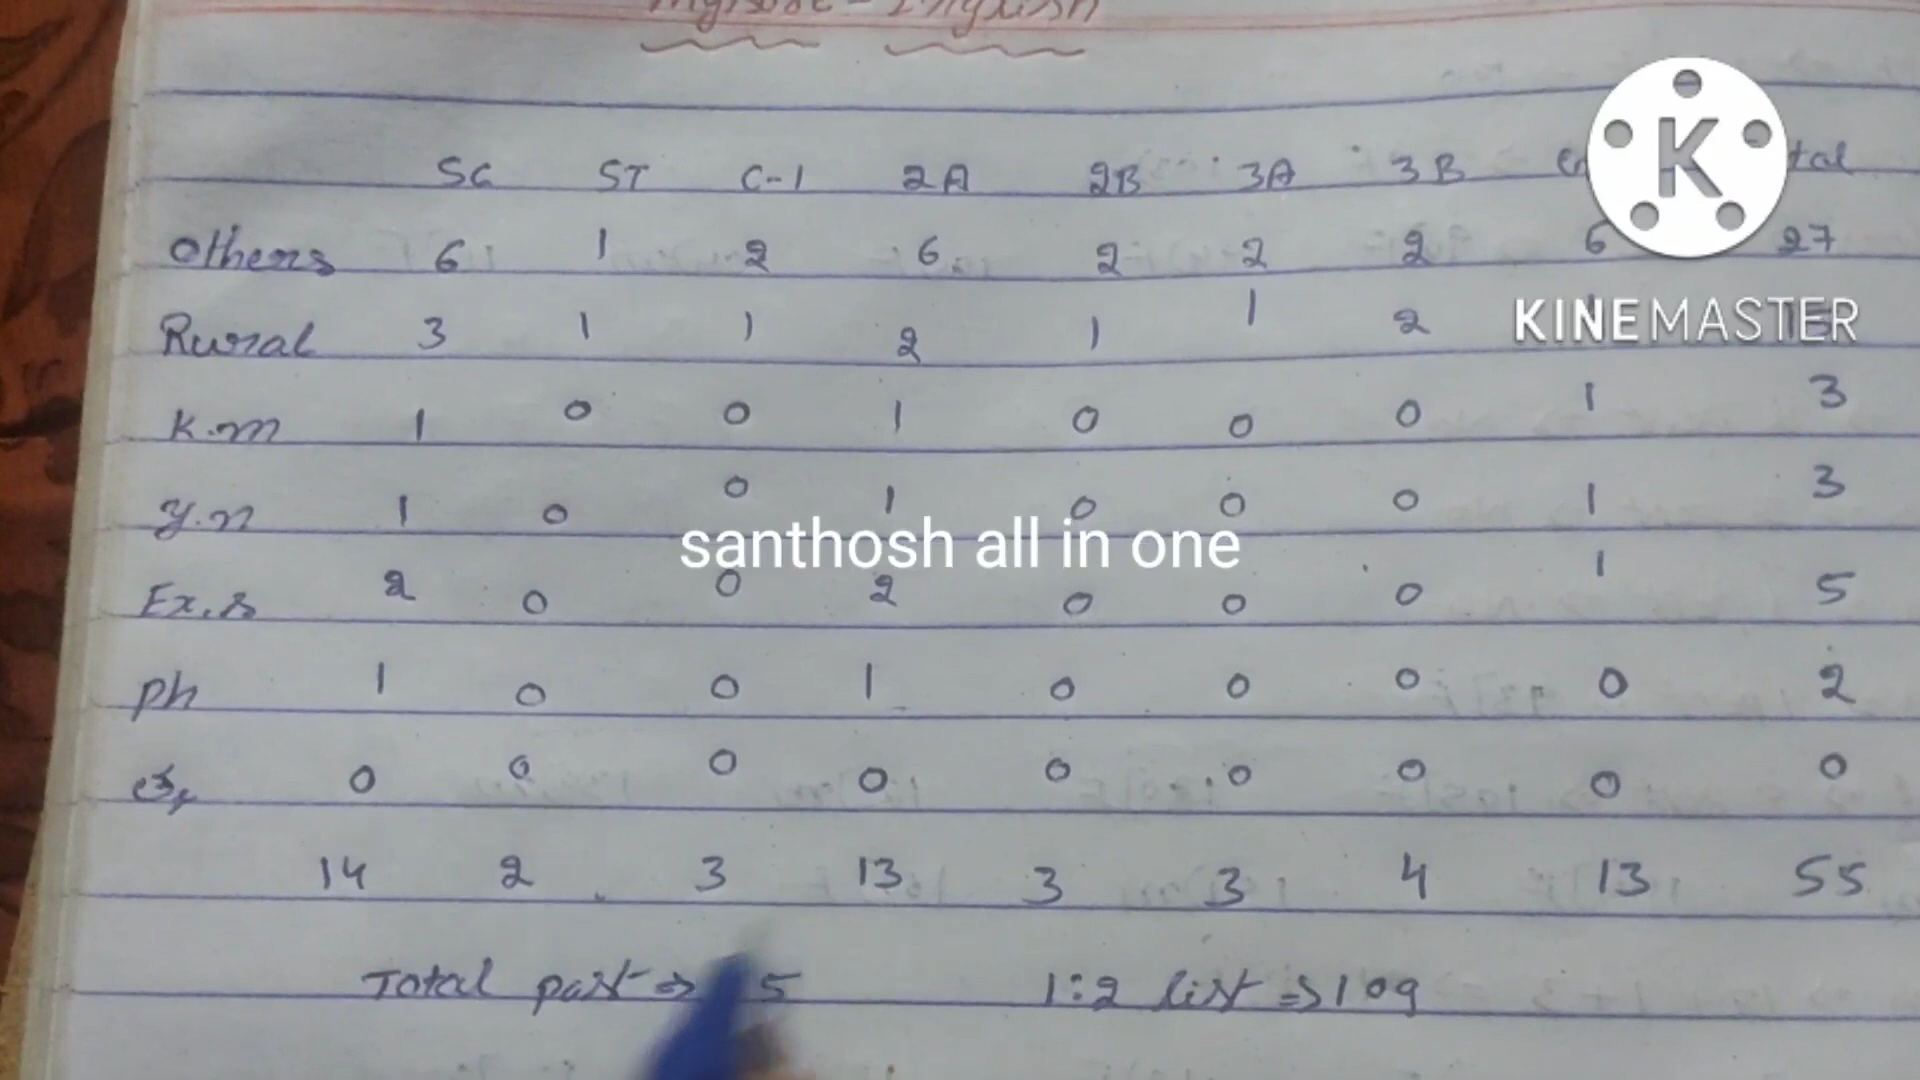 Mysore - English
SC ST C-1 2A 2B 3A 3B tal
Others 6 1 2 6 2 2 2 6 27
Rural 3 1 1 2 1 1 2
KINEMASTER
K.m 1 0 0 1 0 0 0 1 3
y.n 1 0 0 1 0 0 0 1 3
santhosh all in one
Ex.s 2 0 0 2 0 0 0 1 5
ph 1 0 0 1 0 0 0 0 2
0 0 0 0 0 0 0 0 0
14 2 3 13 3 3 4 13 55
Total post ⇒ 5 1:2 list ⇒ 109